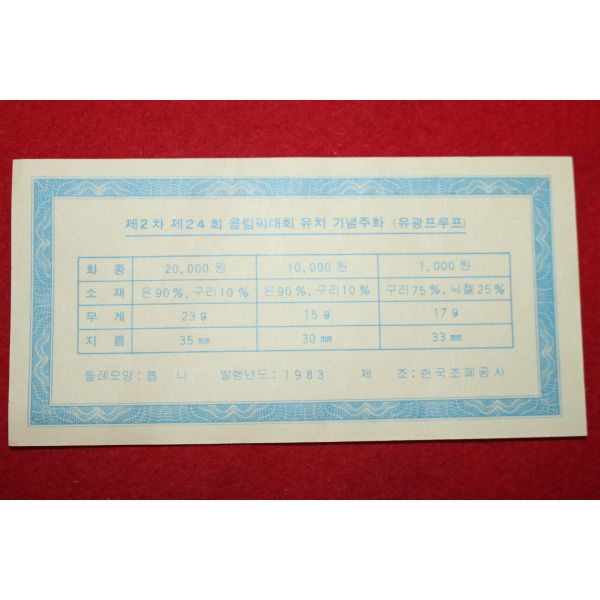 제2차 제24회 올림픽대회 유치 기념주화 (유광프루프)
화 종 20,000 원 10,000 원 1,000 원
소 재 은90%, 구리10% 은90%, 구리10% 구리75%, 닉켈25%
무 게 23g 15g 17g
지 름 35㎜ 30㎜ 33㎜
둘레모양: 톱 니 발행년도: 1983 제 조: 한국조폐공사